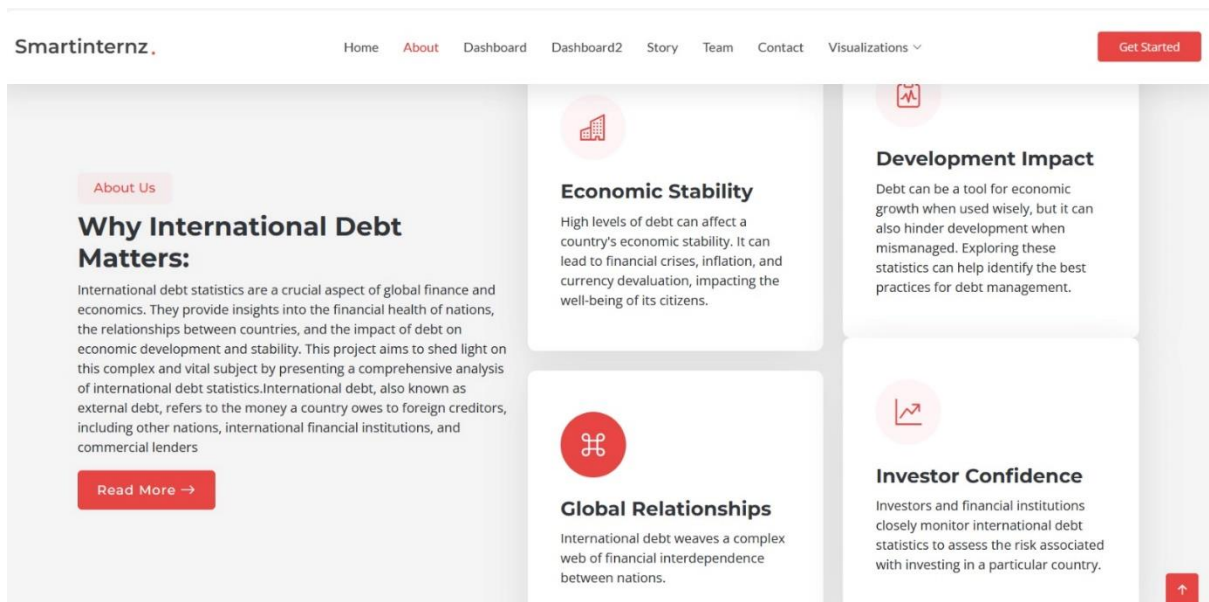 Smartinternz.
Home About Dashboard Dashboard2 Story Team Contact Visualizations
Get Started
About Us
Why International Debt
Matters:
International debt statistics are a crucial aspect of global finance and
economics. They provide insights into the financial health of nations,
the relationships between countries, and the impact of debt on
economic development and stability. This project aims to shed light on
this complex and vital subject by presenting a comprehensive analysis
of international debt statistics.International debt, also known as
external debt, refers to the money a country owes to foreign creditors,
including other nations, international financial institutions, and
commercial lenders
Read More →
Economic Stability
High levels of debt can affect a
country's economic stability. It can
lead to financial crises, inflation, and
currency devaluation, impacting the
well-being of its citizens.
Global Relationships
International debt weaves a complex
web of financial interdependence
between nations.
Development Impact
Debt can be a tool for economic
growth when used wisely, but it can
also hinder development when
mismanaged. Exploring these
statistics can help identify the best
practices for debt management.
Investor Confidence
Investors and financial institutions
closely monitor international debt
statistics to assess the risk associated
with investing in a particular country.